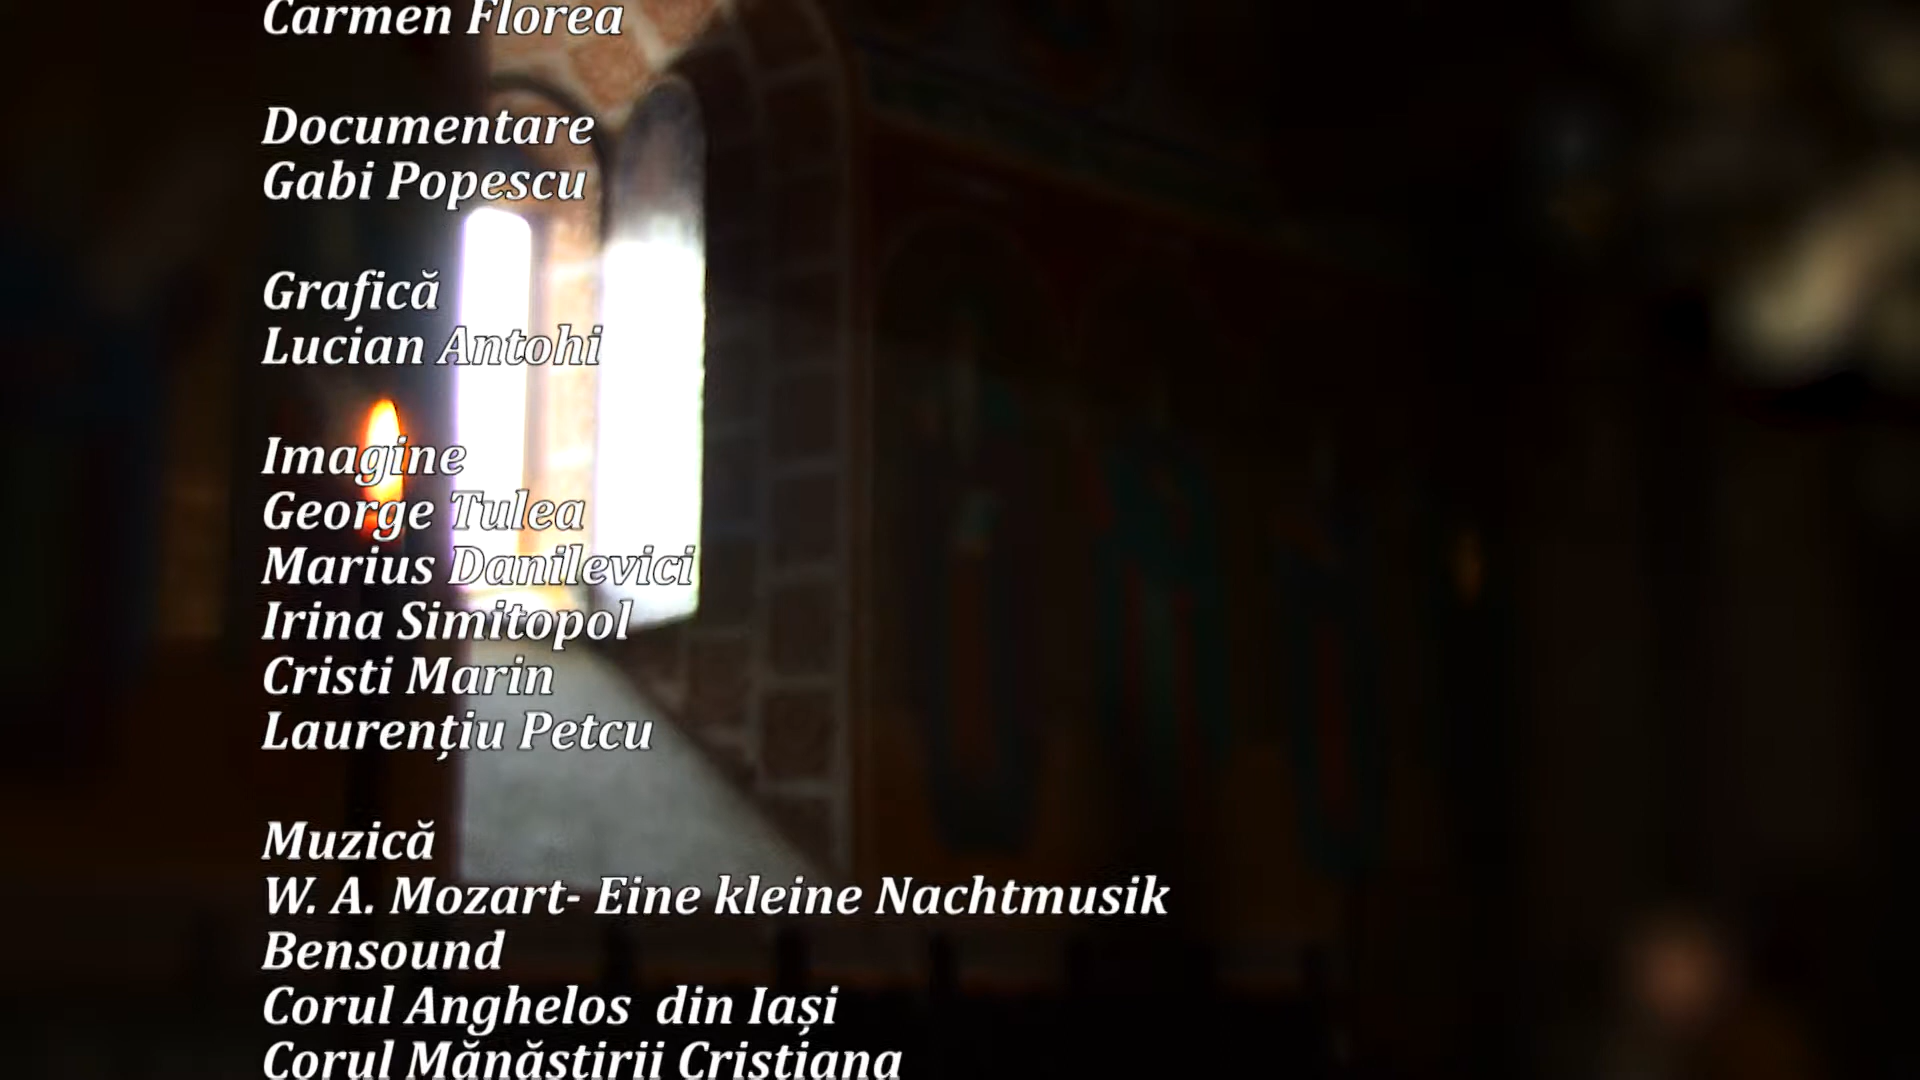 Carmen Florea
Documentare
Gabi Popescu
Grafică
Lucian Antohi
Imagine
George Tulea
Marius Danilevici
Irina Simitopol
Cristi Marin
Laurențiu Petcu
Muzică
W. A. Mozart- Eine kleine Nachtmusik
Bensound
Corul Anghelos  din Iași
Corul Mănăstirii Cristiana